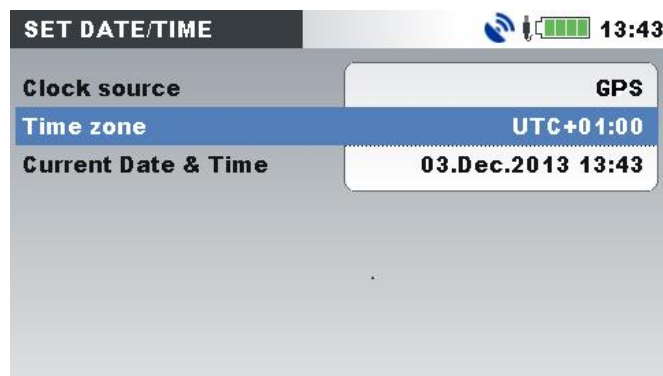 SET DATE/TIME 13:43
Clock source GPS
Time zone UTC+01:00
Current Date & Time 03.Dec.2013 13:43